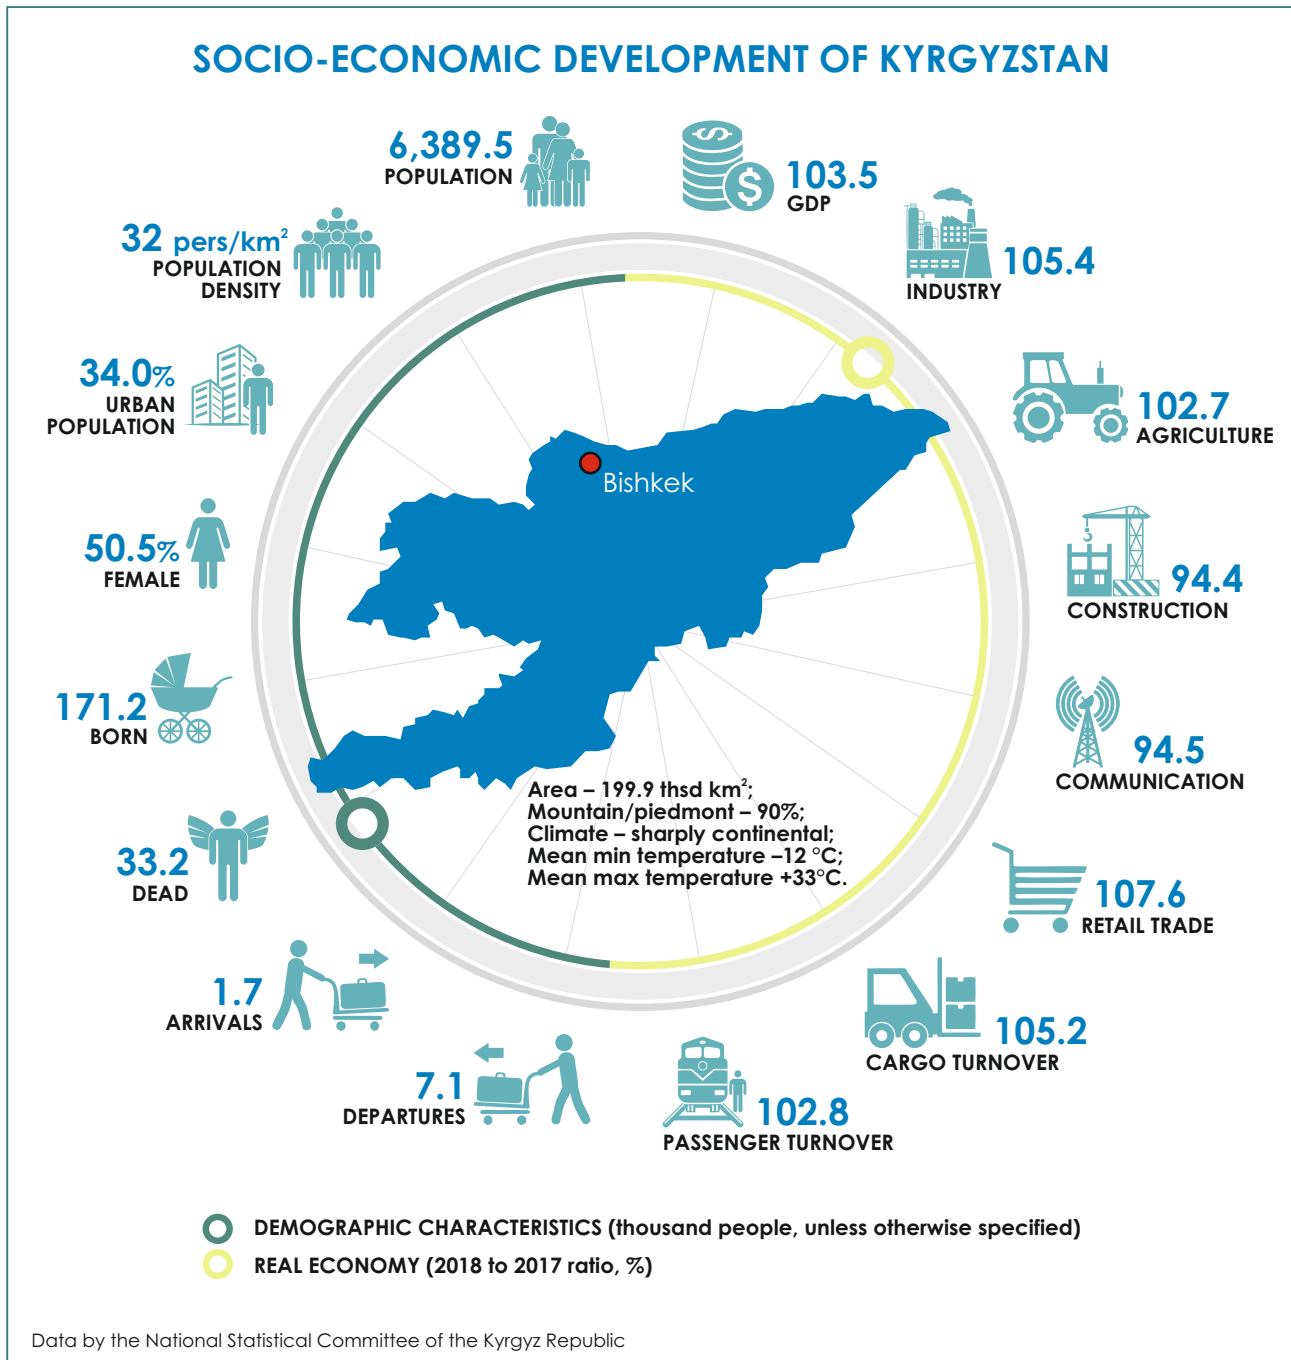 SOCIO-ECONOMIC DEVELOPMENT OF KYRGYZSTAN
6,389.5
POPULATION
103.5
GDP
32 pers/km²
POPULATION
DENSITY
105.4
INDUSTRY
34.0%
URBAN
POPULATION
102.7
AGRICULTURE
Bishkek
50.5%
FEMALE
94.4
CONSTRUCTION
171.2
BORN
94.5
COMMUNICATION
Area – 199.9 thsd km²;
Mountain/piedmont – 90%;
Climate – sharply continental;
Mean min temperature –12 °C;
Mean max temperature +33°C.
33.2
DEAD
107.6
RETAIL TRADE
1.7
ARRIVALS
105.2
CARGO TURNOVER
7.1
DEPARTURES
102.8
PASSENGER TURNOVER
DEMOGRAPHIC CHARACTERISTICS (thousand people, unless otherwise specified)
REAL ECONOMY (2018 to 2017 ratio, %)
Data by the National Statistical Committee of the Kyrgyz Republic